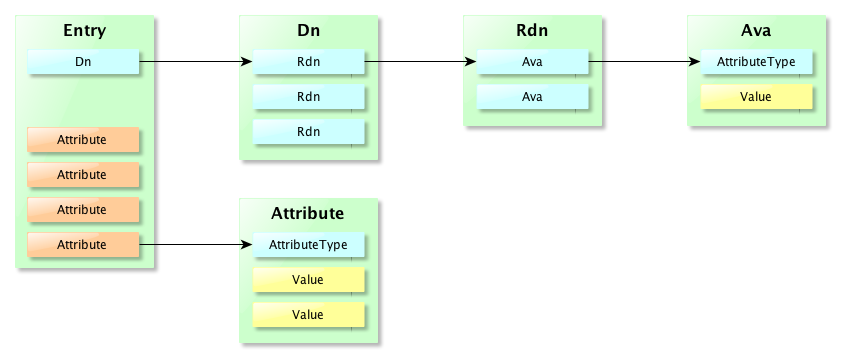 Entry
Dn
Attribute
Attribute
Attribute
Attribute
Dn
Rdn
Rdn
Rdn
Rdn
Ava
Ava
Ava
AttributeType
Value
Attribute
AttributeType
Value
Value